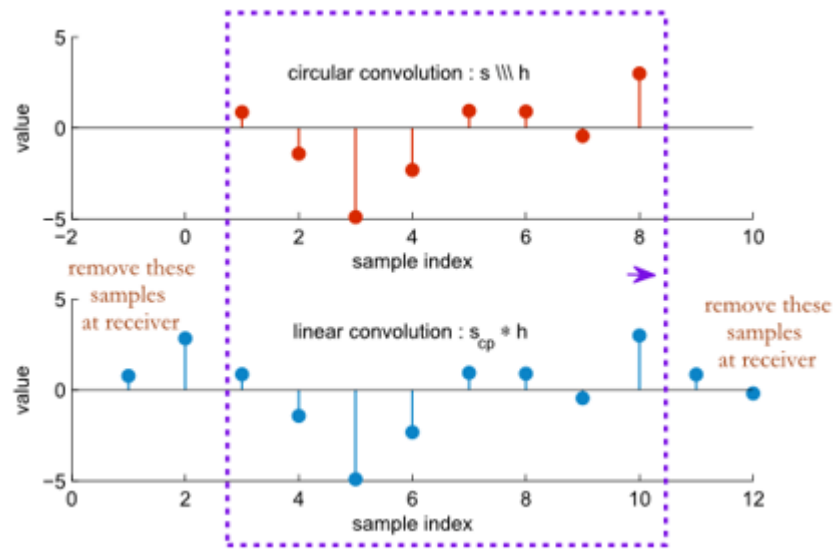 5
circular convolution : s \\\ h
value
0
−5
−2 0 2 4 6 8 10
sample index
remove these
samples
at receiver
remove these
samples
at receiver
5
linear convolution : s_cp * h
value
0
−5
0 2 4 6 8 10 12
sample index